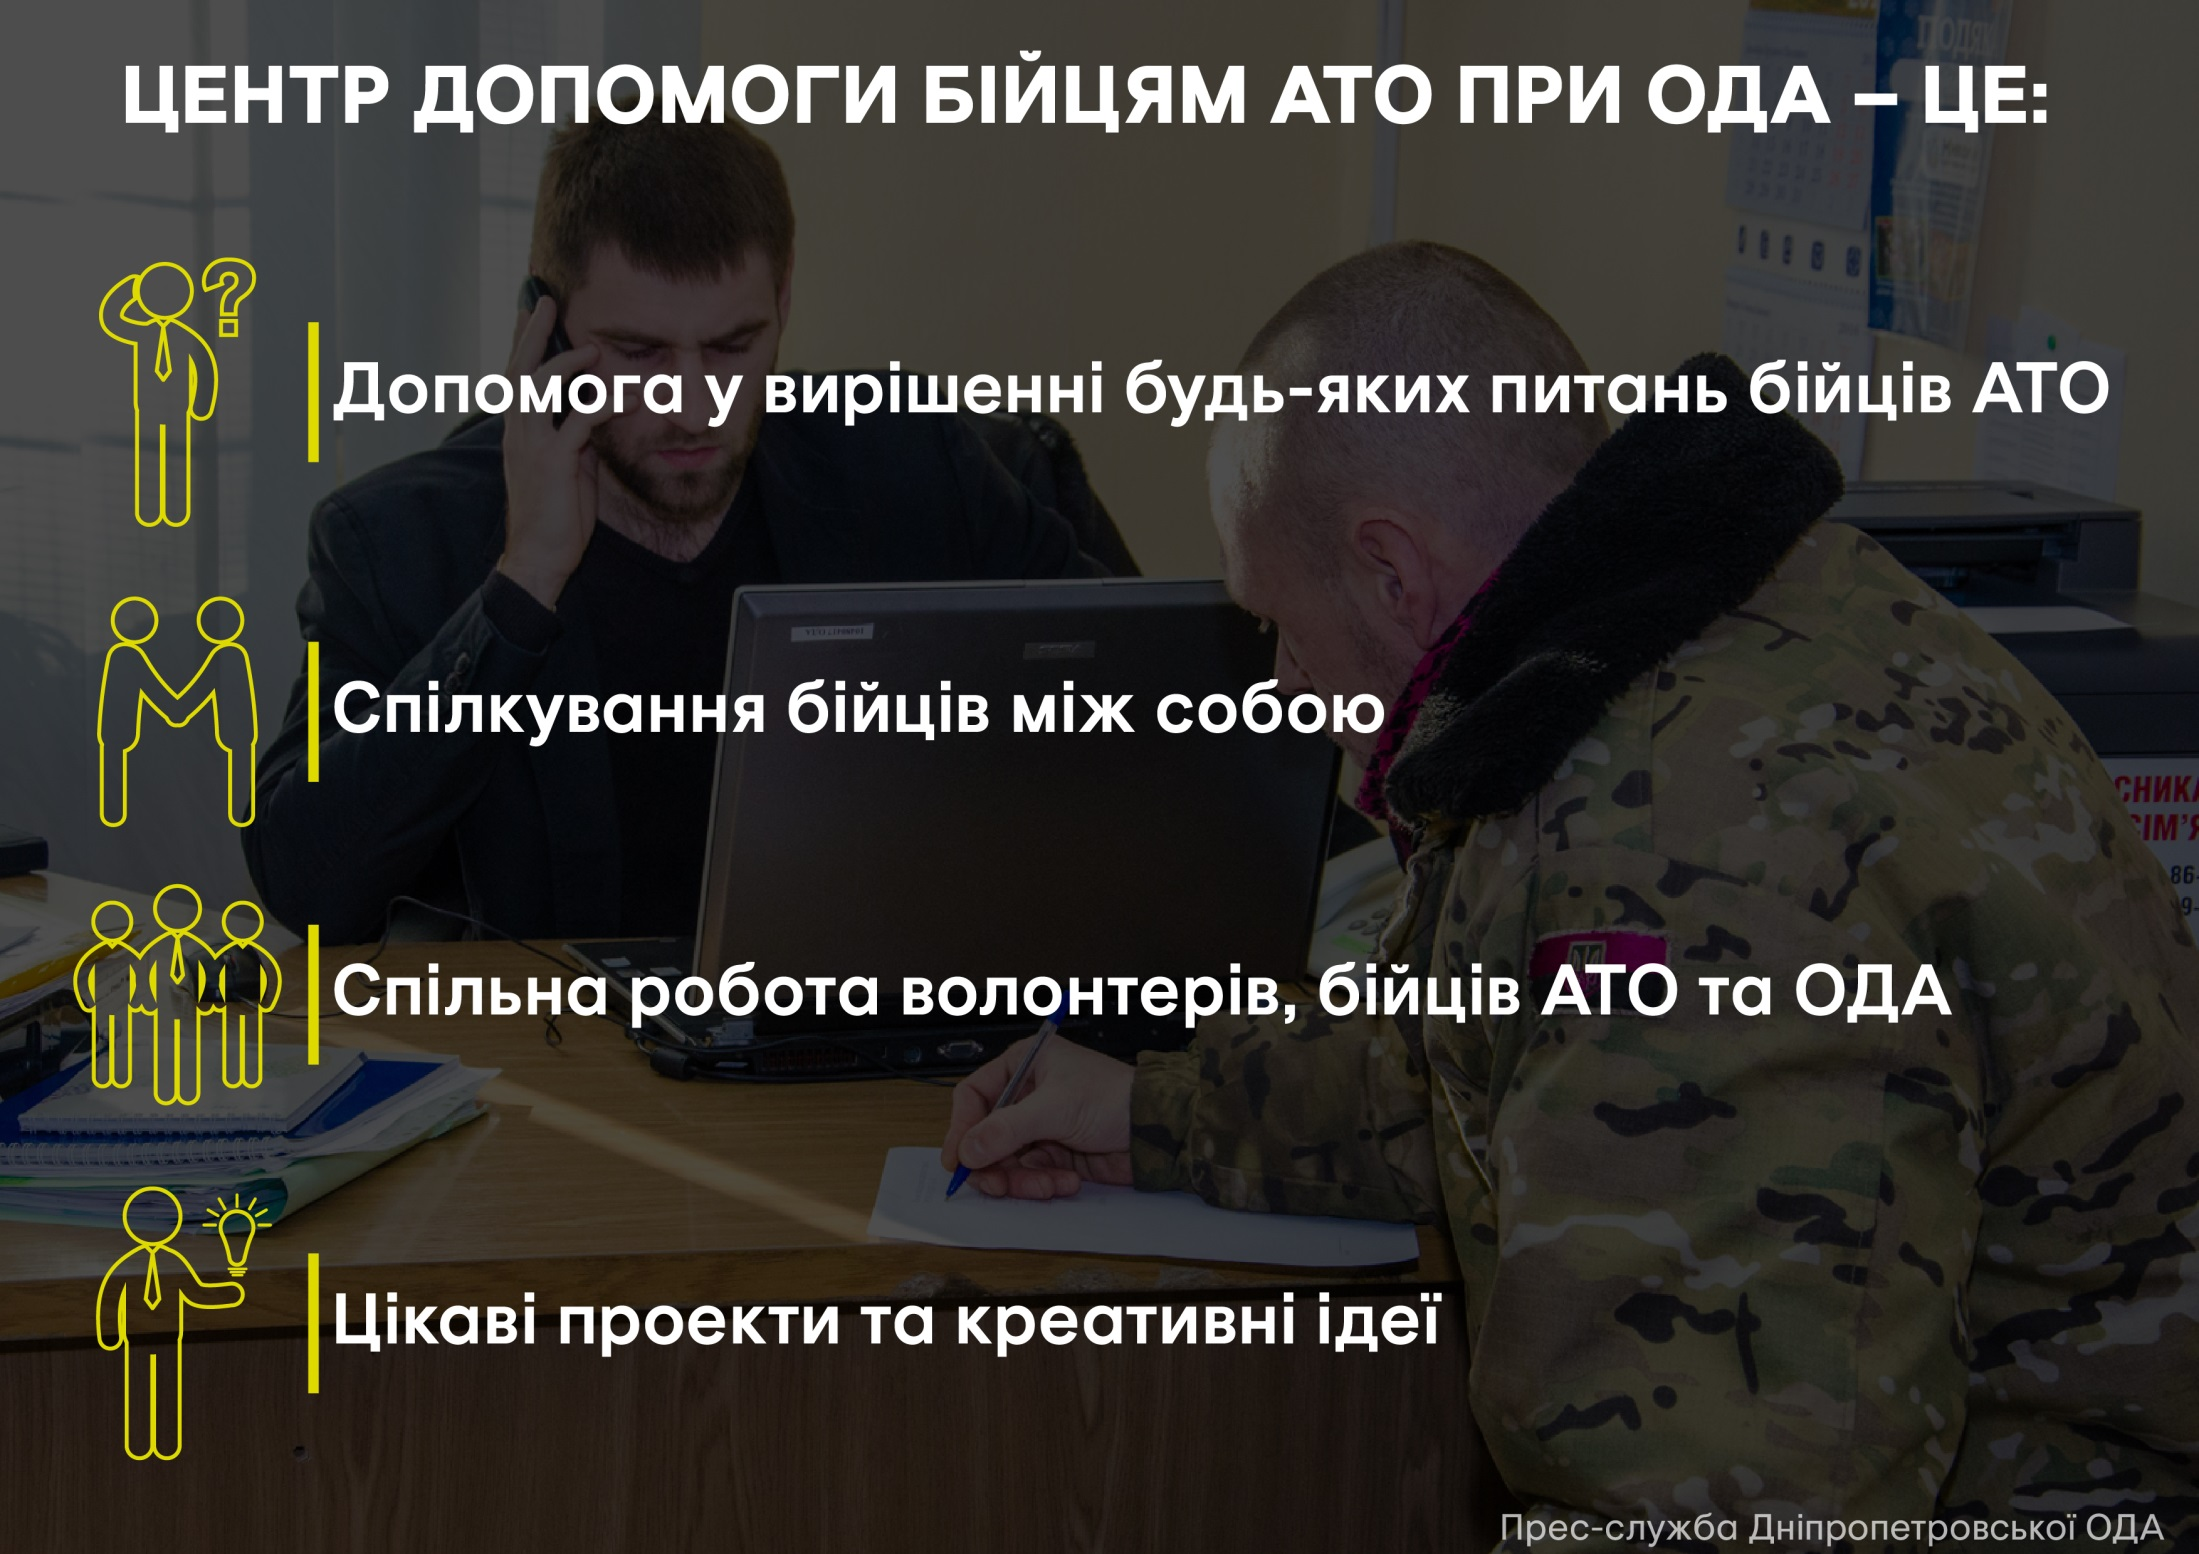 ЦЕНТР ДОПОМОГИ БІЙЦЯМ АТО ПРИ ОДА – ЦЕ:
Допомога у вирішенні будь-яких питань бійців АТО
Спілкування бійців між собою
Спільна робота волонтерів, бійців АТО та ОДА
Цікаві проекти та креативні ідеї
Прес-служба Дніпропетровської ОДА